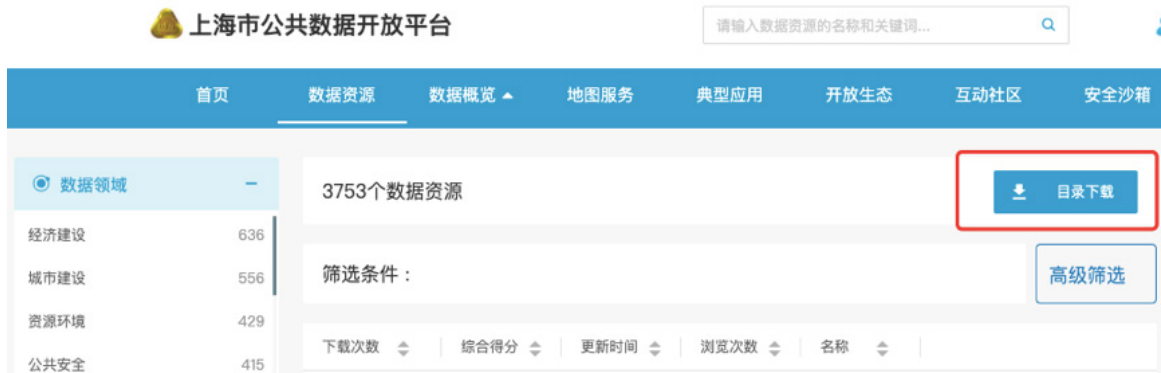 上海市公共数据开放平台
请输入数据资源的名称和关键词...
首页 数据资源 数据概览 地图服务 典型应用 开放生态 互动社区 安全沙箱
数据领域
3753个数据资源
目录下载
经济建设 636
城市建设 556
筛选条件：
高级筛选
资源环境 429
下载次数 综合得分 更新时间 浏览次数 名称
公共安全 415